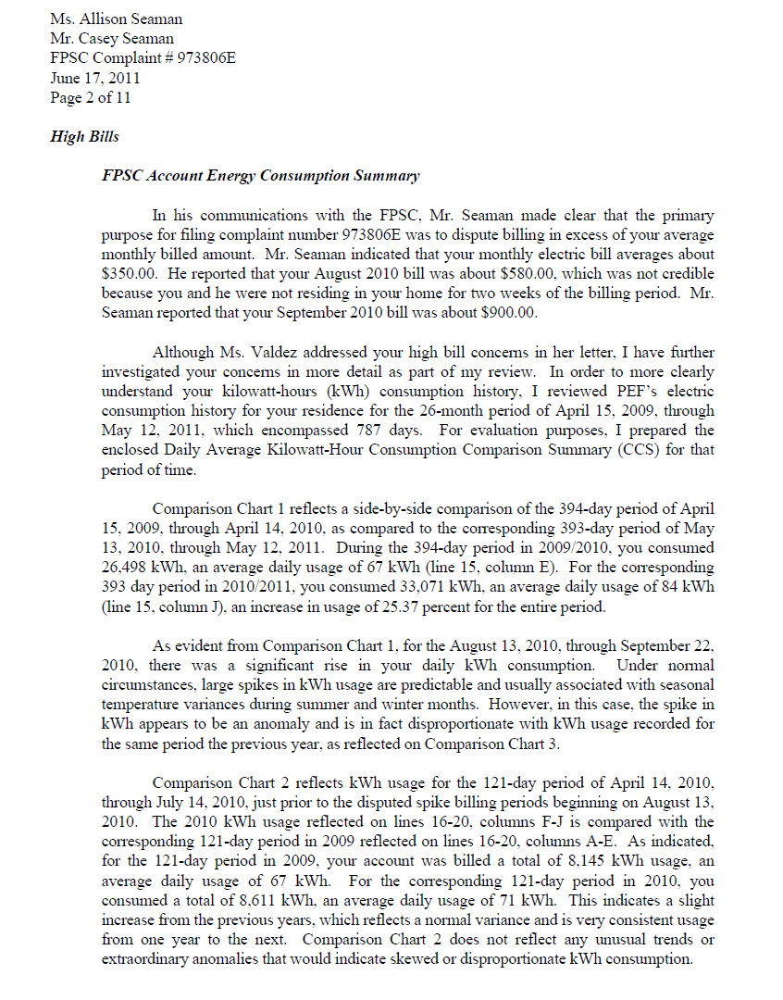 Ms. Allison Seaman
Mr. Casey Seaman
FPSC Complaint # 973806E
June 17, 2011
Page 2 of 11
High Bills
FPSC Account Energy Consumption Summary
In his communications with the FPSC, Mr. Seaman made clear that the primary
purpose for filing complaint number 973806E was to dispute billing in excess of your average
monthly billed amount. Mr. Seaman indicated that your monthly electric bill averages about
$350.00. He reported that your August 2010 bill was about $580.00, which was not credible
because you and he were not residing in your home for two weeks of the billing period. Mr.
Seaman reported that your September 2010 bill was about $900.00.
Although Ms. Valdez addressed your high bill concerns in her letter, I have further
investigated your concerns in more detail as part of my review. In order to more clearly
understand your kilowatt-hours (kWh) consumption history, I reviewed PEF's electric
consumption history for your residence for the 26-month period of April 15, 2009, through
May 12, 2011, which encompassed 787 days. For evaluation purposes, I prepared the
enclosed Daily Average Kilowatt-Hour Consumption Comparison Summary (CCS) for that
period of time.
Comparison Chart 1 reflects a side-by-side comparison of the 394-day period of April
15, 2009, through April 14, 2010, as compared to the corresponding 393-day period of May
13, 2010, through May 12, 2011. During the 394-day period in 2009/2010, you consumed
26,498 kWh, an average daily usage of 67 kWh (line 15, column E). For the corresponding
393 day period in 2010/2011, you consumed 33,071 kWh, an average daily usage of 84 kWh
(line 15, column J), an increase in usage of 25.37 percent for the entire period.
As evident from Comparison Chart 1, for the August 13, 2010, through September 22,
2010, there was a significant rise in your daily kWh consumption. Under normal
circumstances, large spikes in kWh usage are predictable and usually associated with seasonal
temperature variances during summer and winter months. However, in this case, the spike in
kWh appears to be an anomaly and is in fact disproportionate with kWh usage recorded for
the same period the previous year, as reflected on Comparison Chart 3.
Comparison Chart 2 reflects kWh usage for the 121-day period of April 14, 2010,
through July 14, 2010, just prior to the disputed spike billing periods beginning on August 13,
2010. The 2010 kWh usage reflected on lines 16-20, columns F-J is compared with the
corresponding 121-day period in 2009 reflected on lines 16-20, columns A-E. As indicated,
for the 121-day period in 2009, your account was billed a total of 8,145 kWh usage, an
average daily usage of 67 kWh. For the corresponding 121-day period in 2010, you
consumed a total of 8,611 kWh, an average daily usage of 71 kWh. This indicates a slight
increase from the previous years, which reflects a normal variance and is very consistent usage
from one year to the next. Comparison Chart 2 does not reflect any unusual trends or
extraordinary anomalies that would indicate skewed or disproportionate kWh consumption.